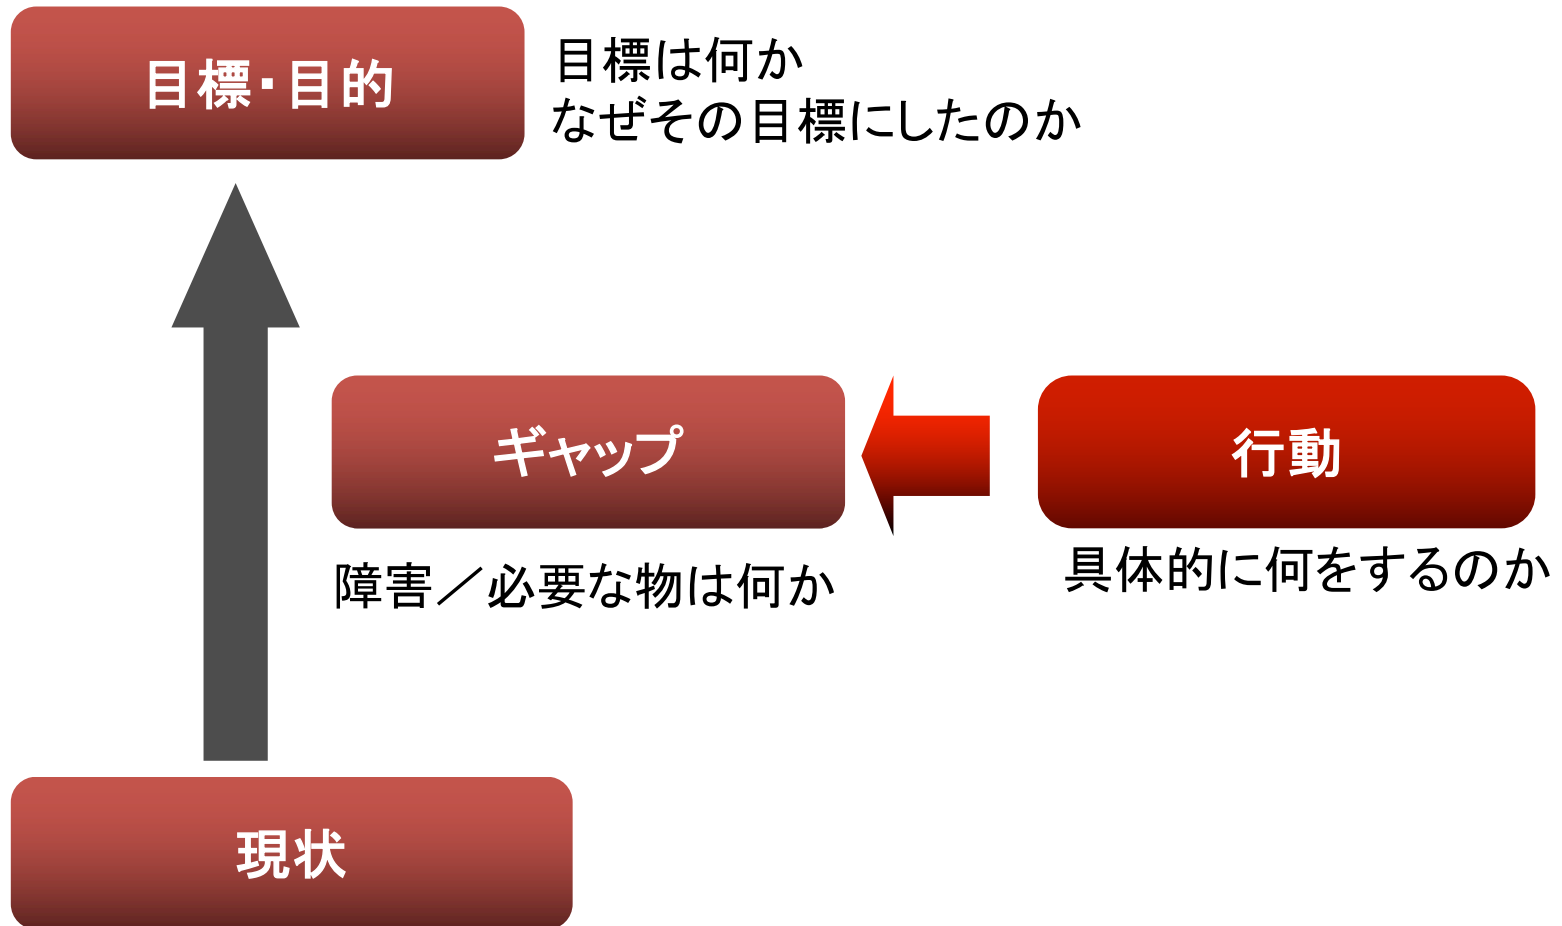 目標・目的
目標は何か
なぜその目標にしたのか
ギャップ
行動
障害／必要な物は何か
具体的に何をするのか
現状